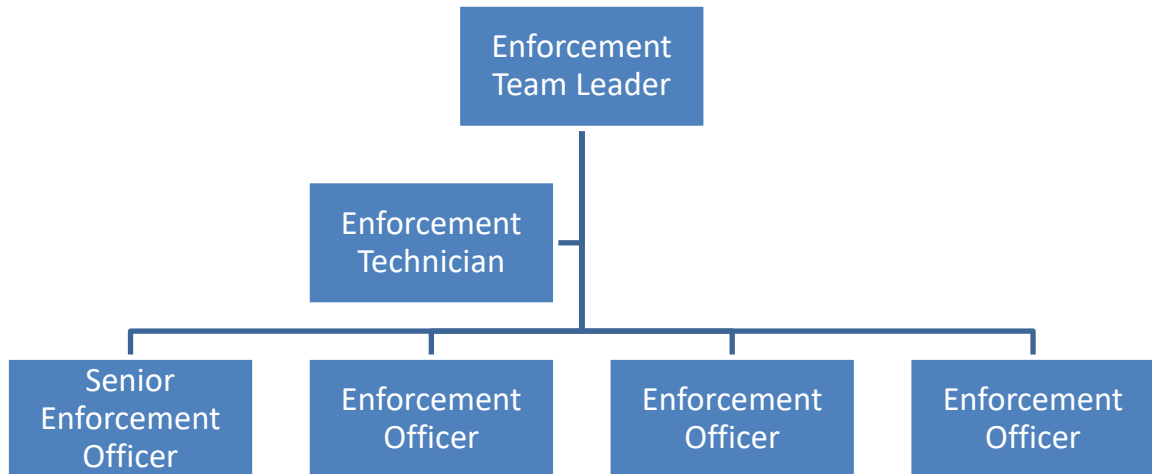 Enforcement
Team Leader
Enforcement
Technician
Senior
Enforcement
Officer
Enforcement
Officer
Enforcement
Officer
Enforcement
Officer